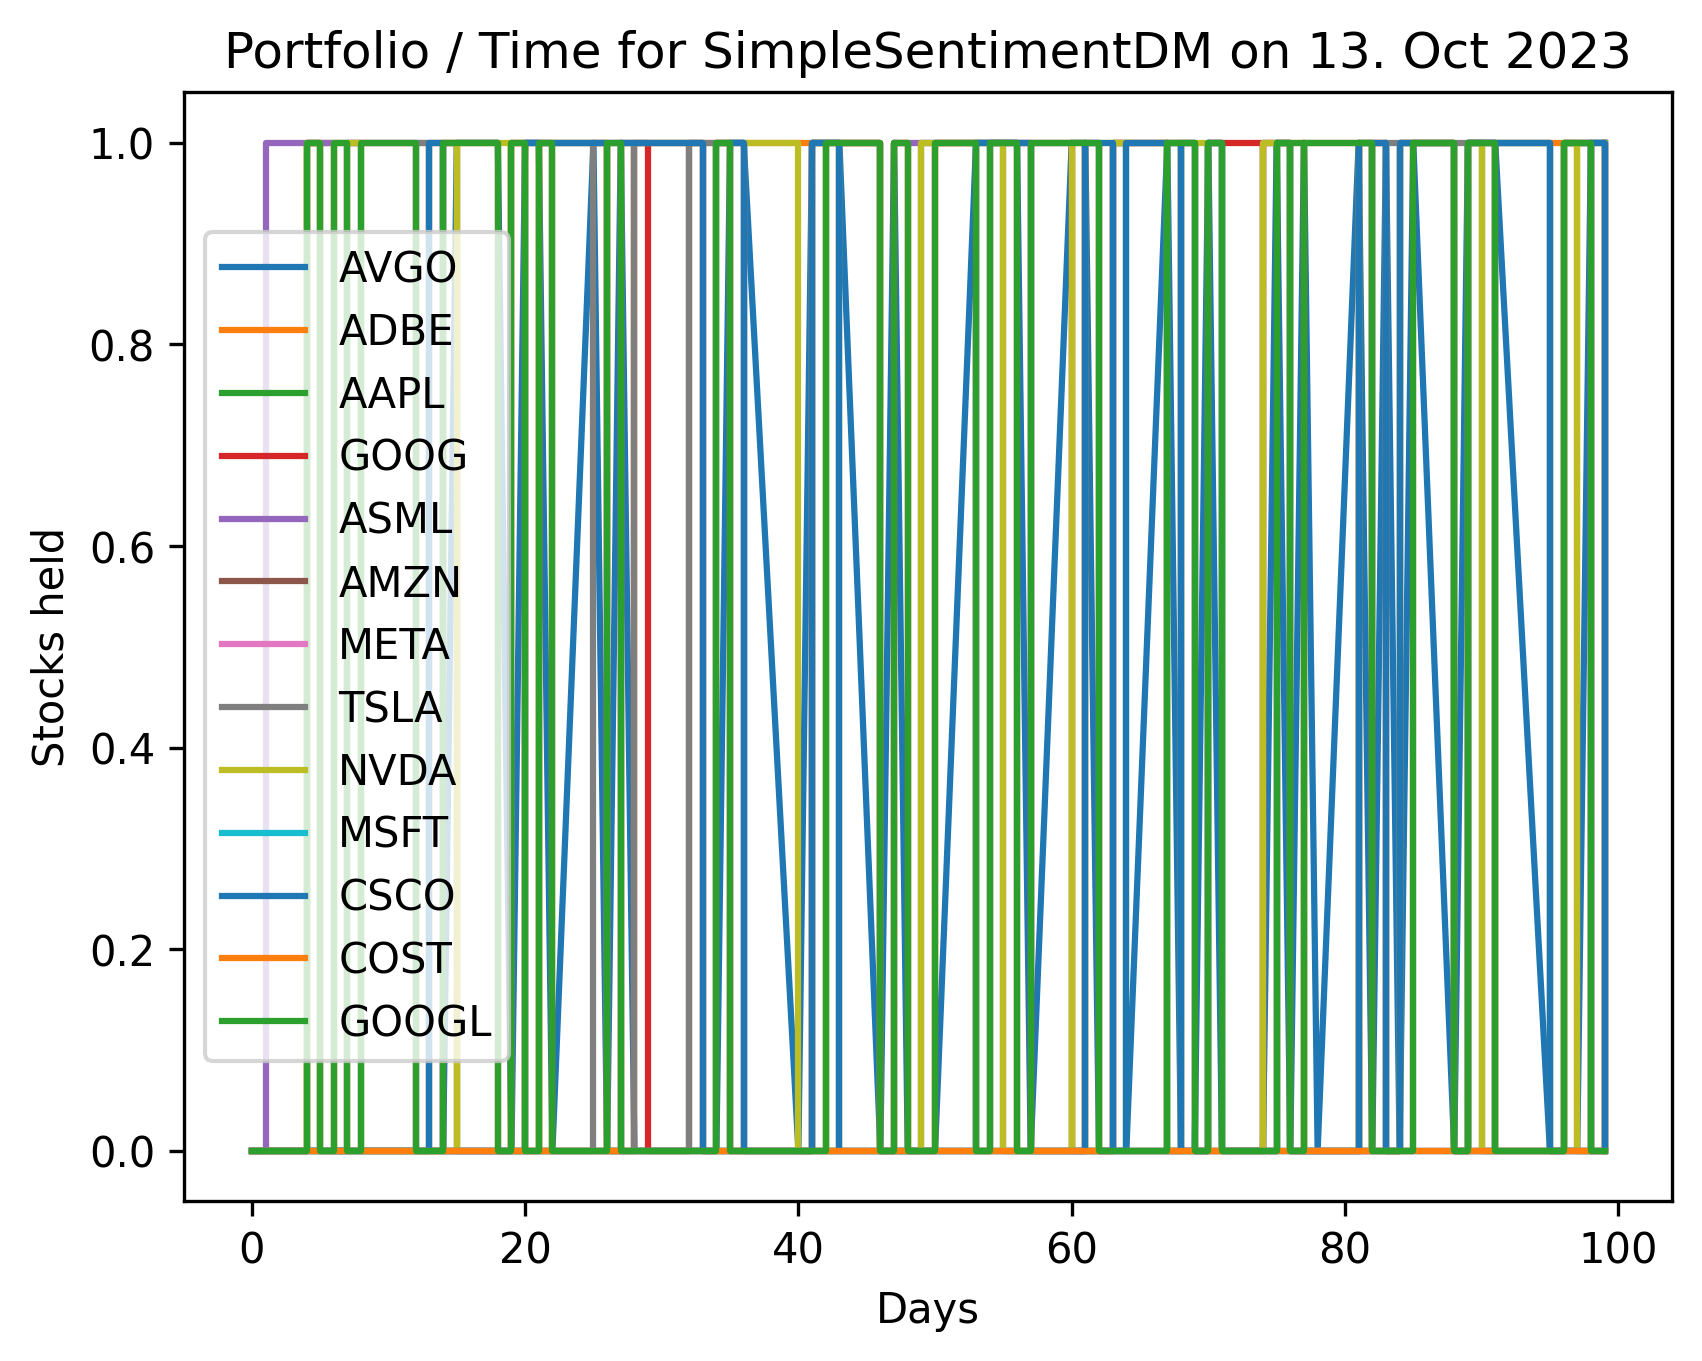 Portfolio / Time for SimpleSentimentDM on 13. Oct 2023
1.0
0.8
0.6
0.4
0.2
0.0
Stocks held
AVGO
ADBE
AAPL
GOOG
ASML
AMZN
META
TSLA
NVDA
MSFT
CSCO
COST
GOOGL
0 20 40 60 80 100
Days